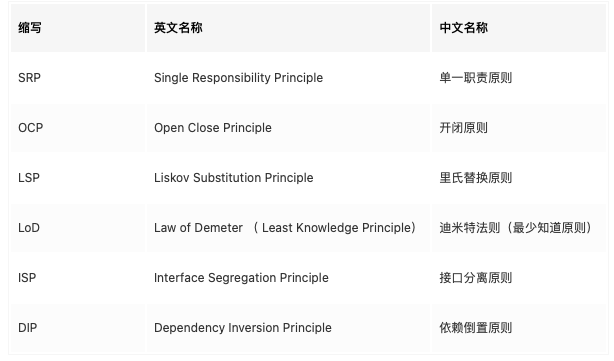 缩写 英文名称 中文名称
SRP Single Responsibility Principle 单一职责原则
OCP Open Close Principle 开闭原则
LSP Liskov Substitution Principle 里氏替换原则
LoD Law of Demeter （ Least Knowledge Principle） 迪米特法则（最少知道原则）
ISP Interface Segregation Principle 接口分离原则
DIP Dependency Inversion Principle 依赖倒置原则